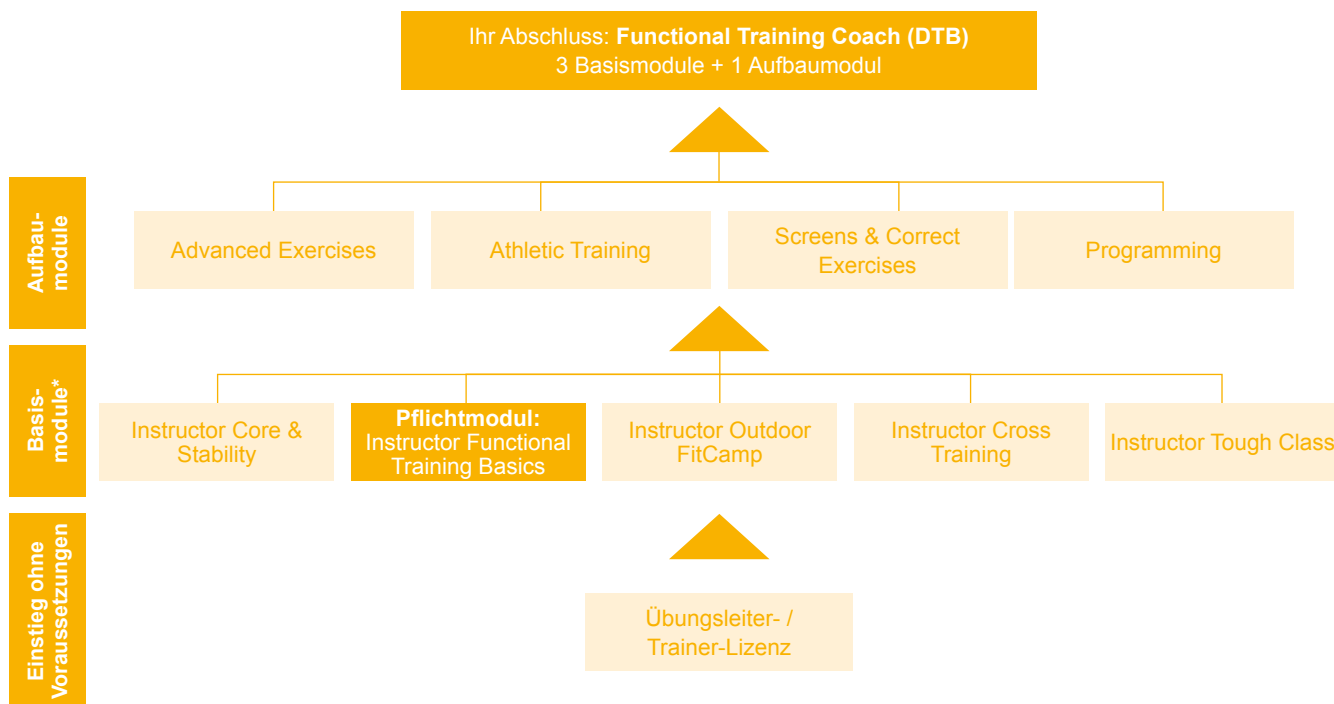 Ihr Abschluss: Functional Training Coach (DTB)
3 Basismodule + 1 Aufbaumodul
Aufbau-
module
Advanced Exercises
Athletic Training
Screens & Correct
Exercises
Programming
Basis-
module*
Instructor Core &
Stability
Pflichtmodul:
Instructor Functional
Training Basics
Instructor Outdoor
FitCamp
Instructor Cross
Training
Instructor Tough Class
Einstieg ohne
Voraussetzungen
Übungsleiter- /
Trainer-Lizenz